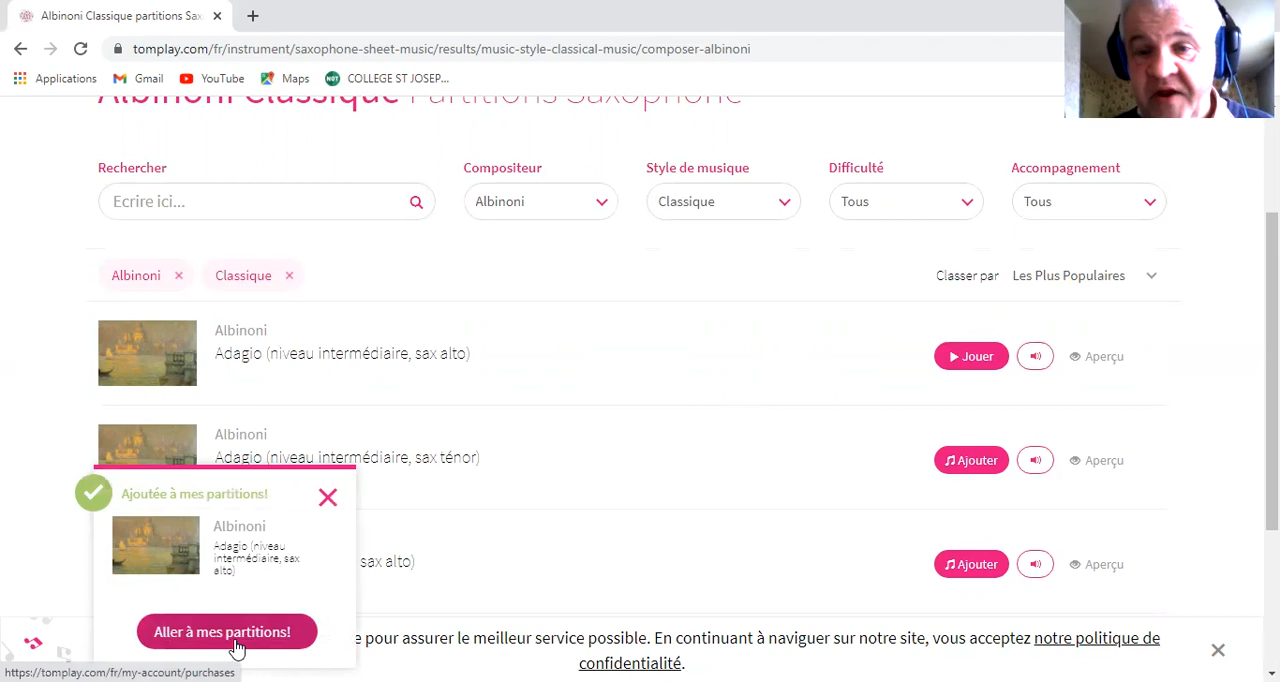 Albinoni Classique partitions Sax
tomplay.com/fr/instrument/saxophone-sheet-music/results/music-style-classical-music/composer-albinoni
Applications Gmail YouTube Maps COLLEGE ST JOSEP...
Albinoni Classique Partitions Saxophone
Rechercher Compositeur Style de musique Difficulté Accompagnement
Ecrire ici... Albinoni Classique Tous Tous
Albinoni × Classique × Classer par Les Plus Populaires
Albinoni
Adagio (niveau intermédiaire, sax alto) Jouer Aperçu
Albinoni
Adagio (niveau intermédiaire, sax ténor) Ajouter Aperçu
Ajoutée à mes partitions!
Albinoni
Adagio (niveau
intermédiaire, sax
alto)
sax alto) Ajouter Aperçu
Aller à mes partitions!
pour assurer le meilleur service possible. En continuant à naviguer sur notre site, vous acceptez notre politique de
confidentialité.
https://tomplay.com/fr/my-account/purchases